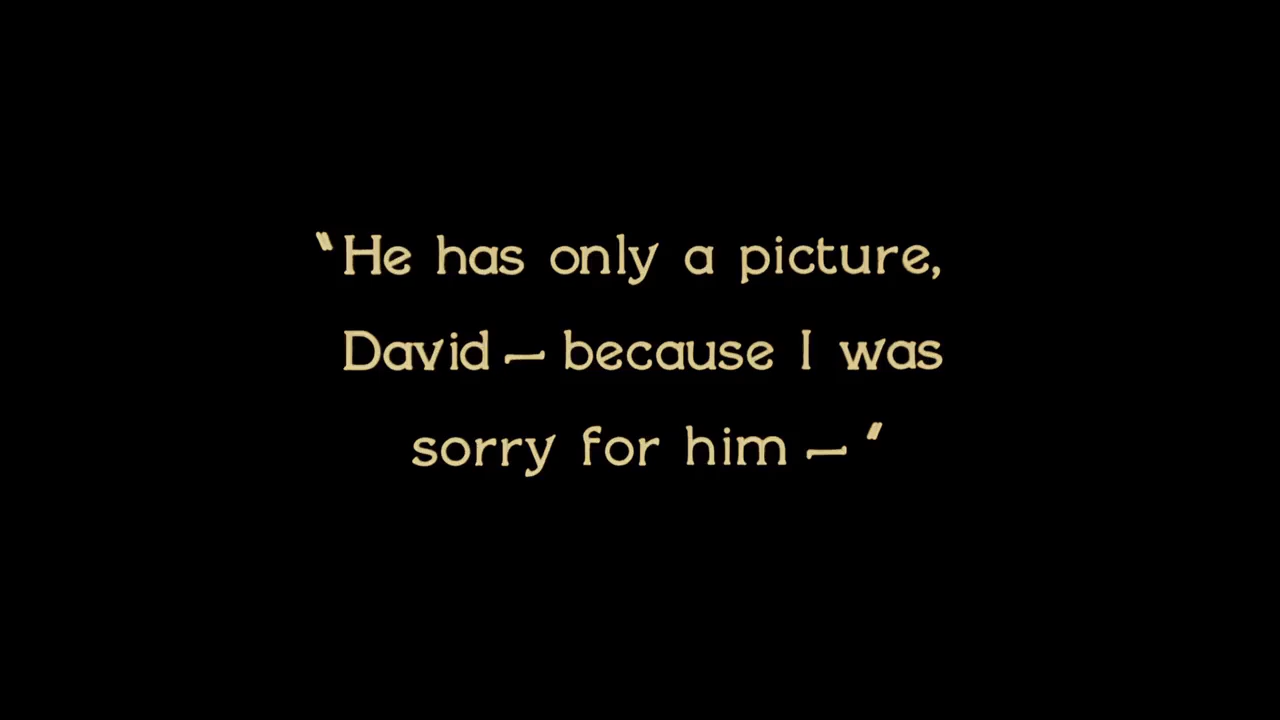 "He has only a picture,
David — because I was
sorry for him — "